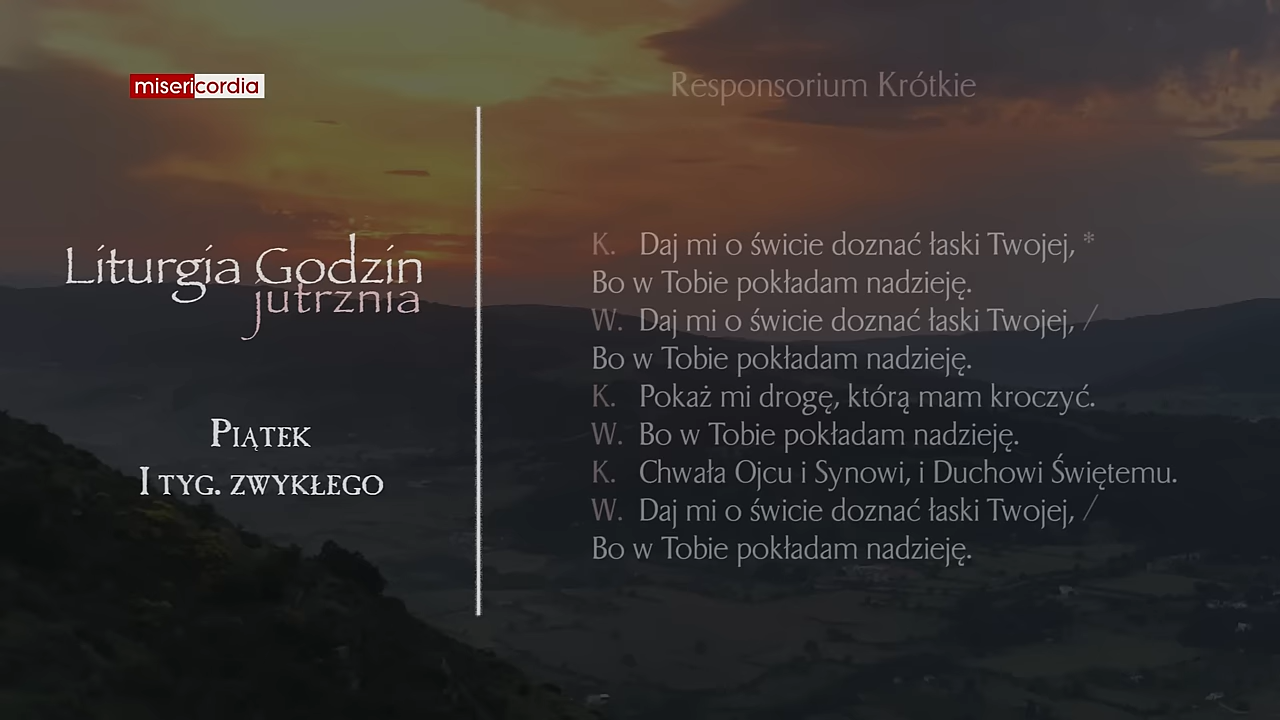 misericordia
Liturgia Godzin
jutrznia
Piątek
I tyg. zwykłego
Responsorium Krótkie
K. Daj mi o świcie doznać łaski Twojej, *
Bo w Tobie pokładam nadzieję.
W. Daj mi o świcie doznać łaski Twojej, /
Bo w Tobie pokładam nadzieję.
K. Pokaż mi drogę, którą mam kroczyć.
W. Bo w Tobie pokładam nadzieję.
K. Chwała Ojcu i Synowi, i Duchowi Świętemu.
W. Daj mi o świcie doznać łaski Twojej, /
Bo w Tobie pokładam nadzieję.